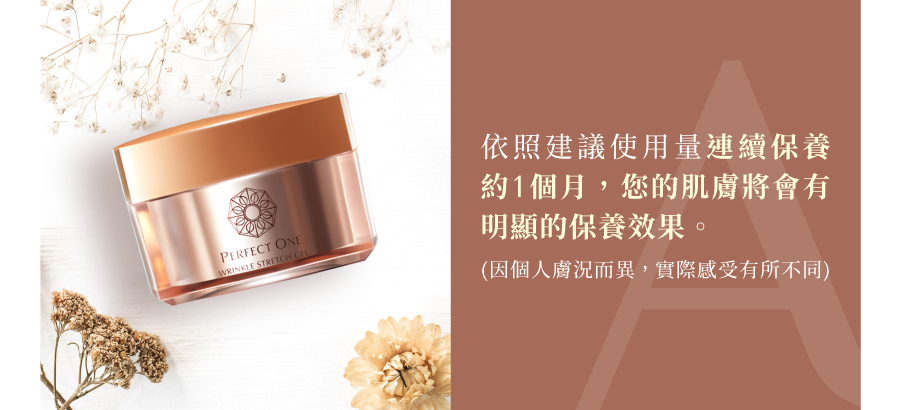 PERFECT ONE
WRINKLE STRETCH GEL
依照建議使用量連續保養
約1個月，您的肌膚將會有
明顯的保養效果。
(因個人膚況而異，實際感受有所不同)
A